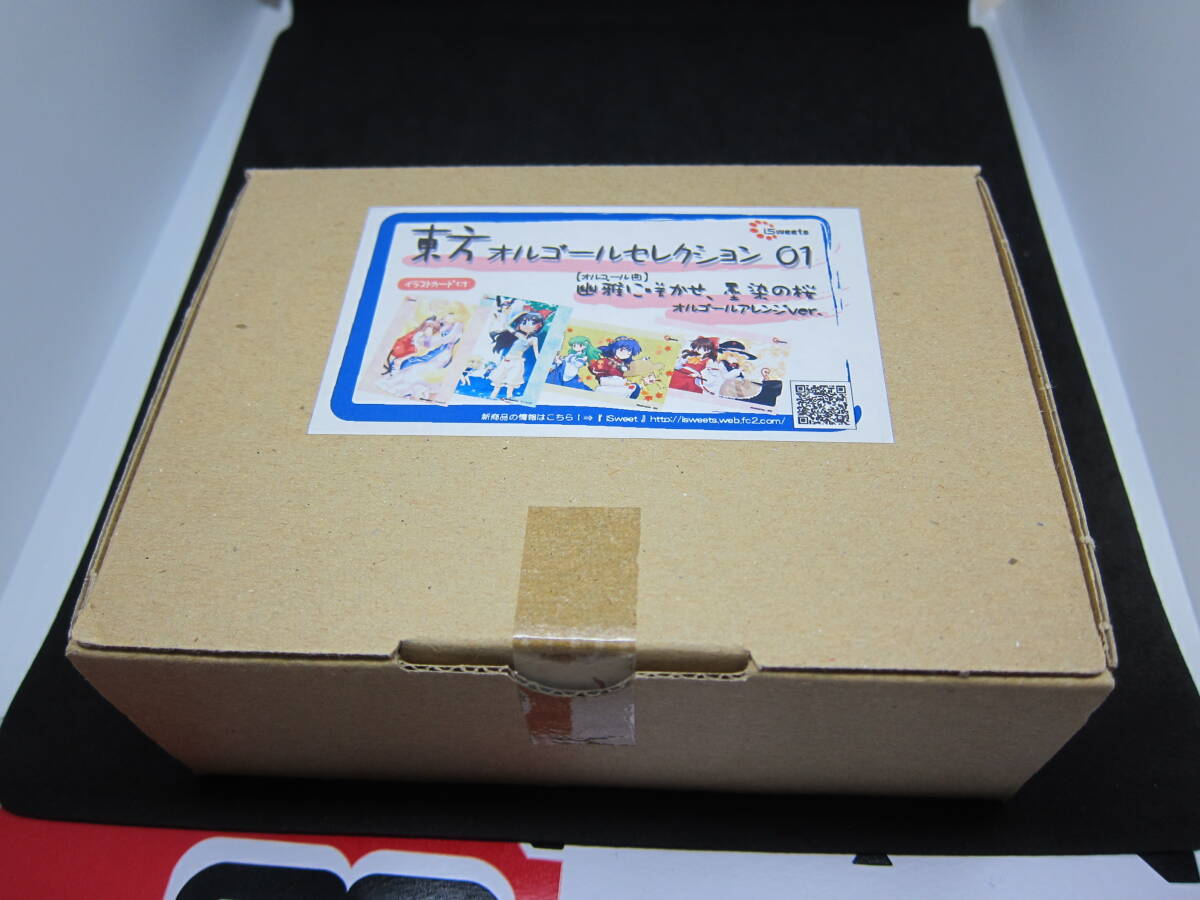 iSweets
東方 オルゴールセレクション 01
【オルゴール曲】
イラストカード付
幽雅に咲かせ、墨染の桜
オルゴールアレンジVer.
新商品の情報はこちら！⇒『 iSweet 』http://isweets.web.fc2.com/